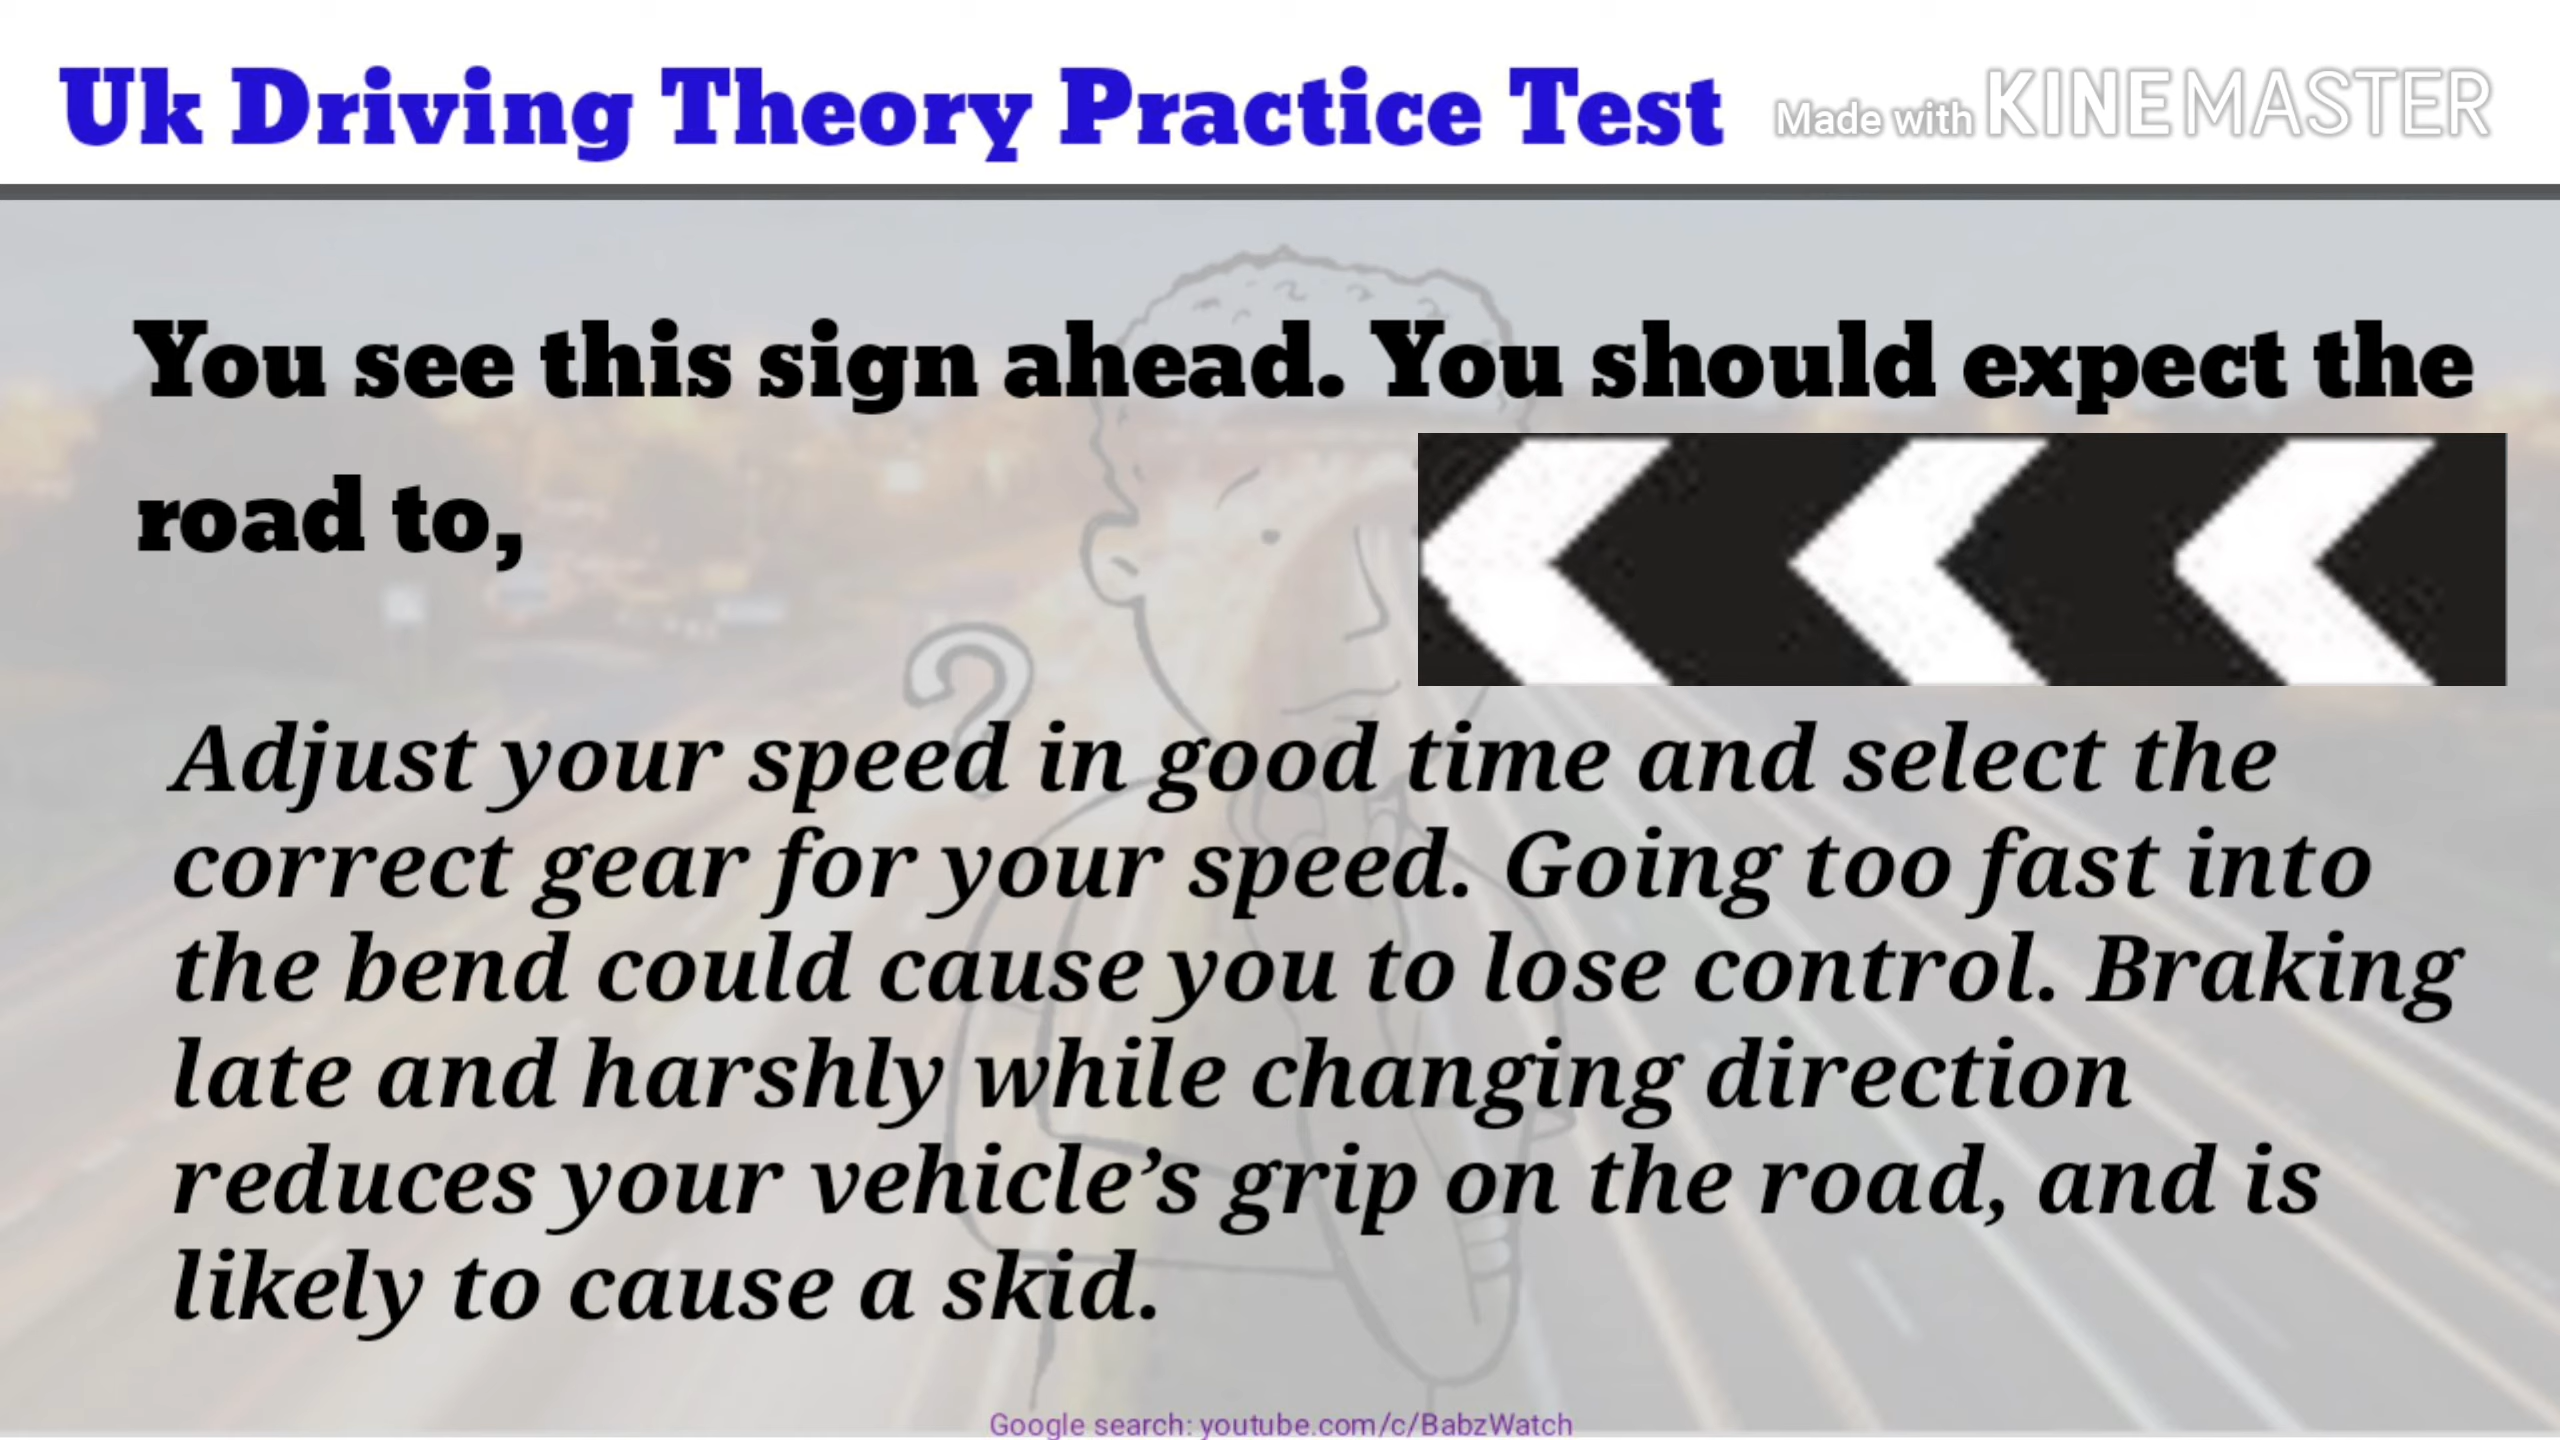 Uk Driving Theory Practice Test
Made with KINEMASTER
You see this sign ahead. You should expect the
road to,
Adjust your speed in good time and select the
correct gear for your speed. Going too fast into
the bend could cause you to lose control. Braking
late and harshly while changing direction
reduces your vehicle’s grip on the road, and is
likely to cause a skid.
Google search: youtube.com/c/BabzWatch